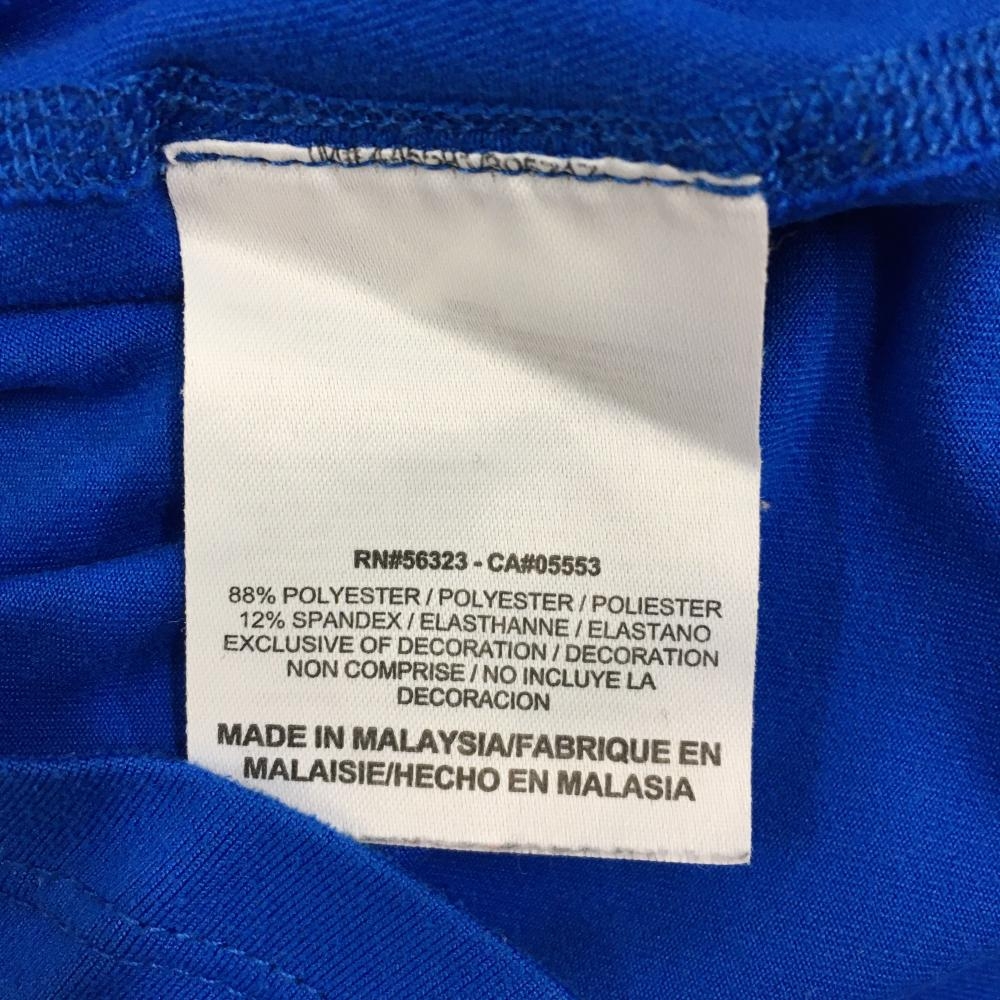 RN#56323 - CA#05553
88% POLYESTER / POLYESTER / POLIESTER
12% SPANDEX / ELASTHANNE / ELASTANO
EXCLUSIVE OF DECORATION / DECORATION
NON COMPRISE / NO INCLUYE LA
DECORACION
MADE IN MALAYSIA/FABRIQUE EN
MALAISIE/HECHO EN MALASIA